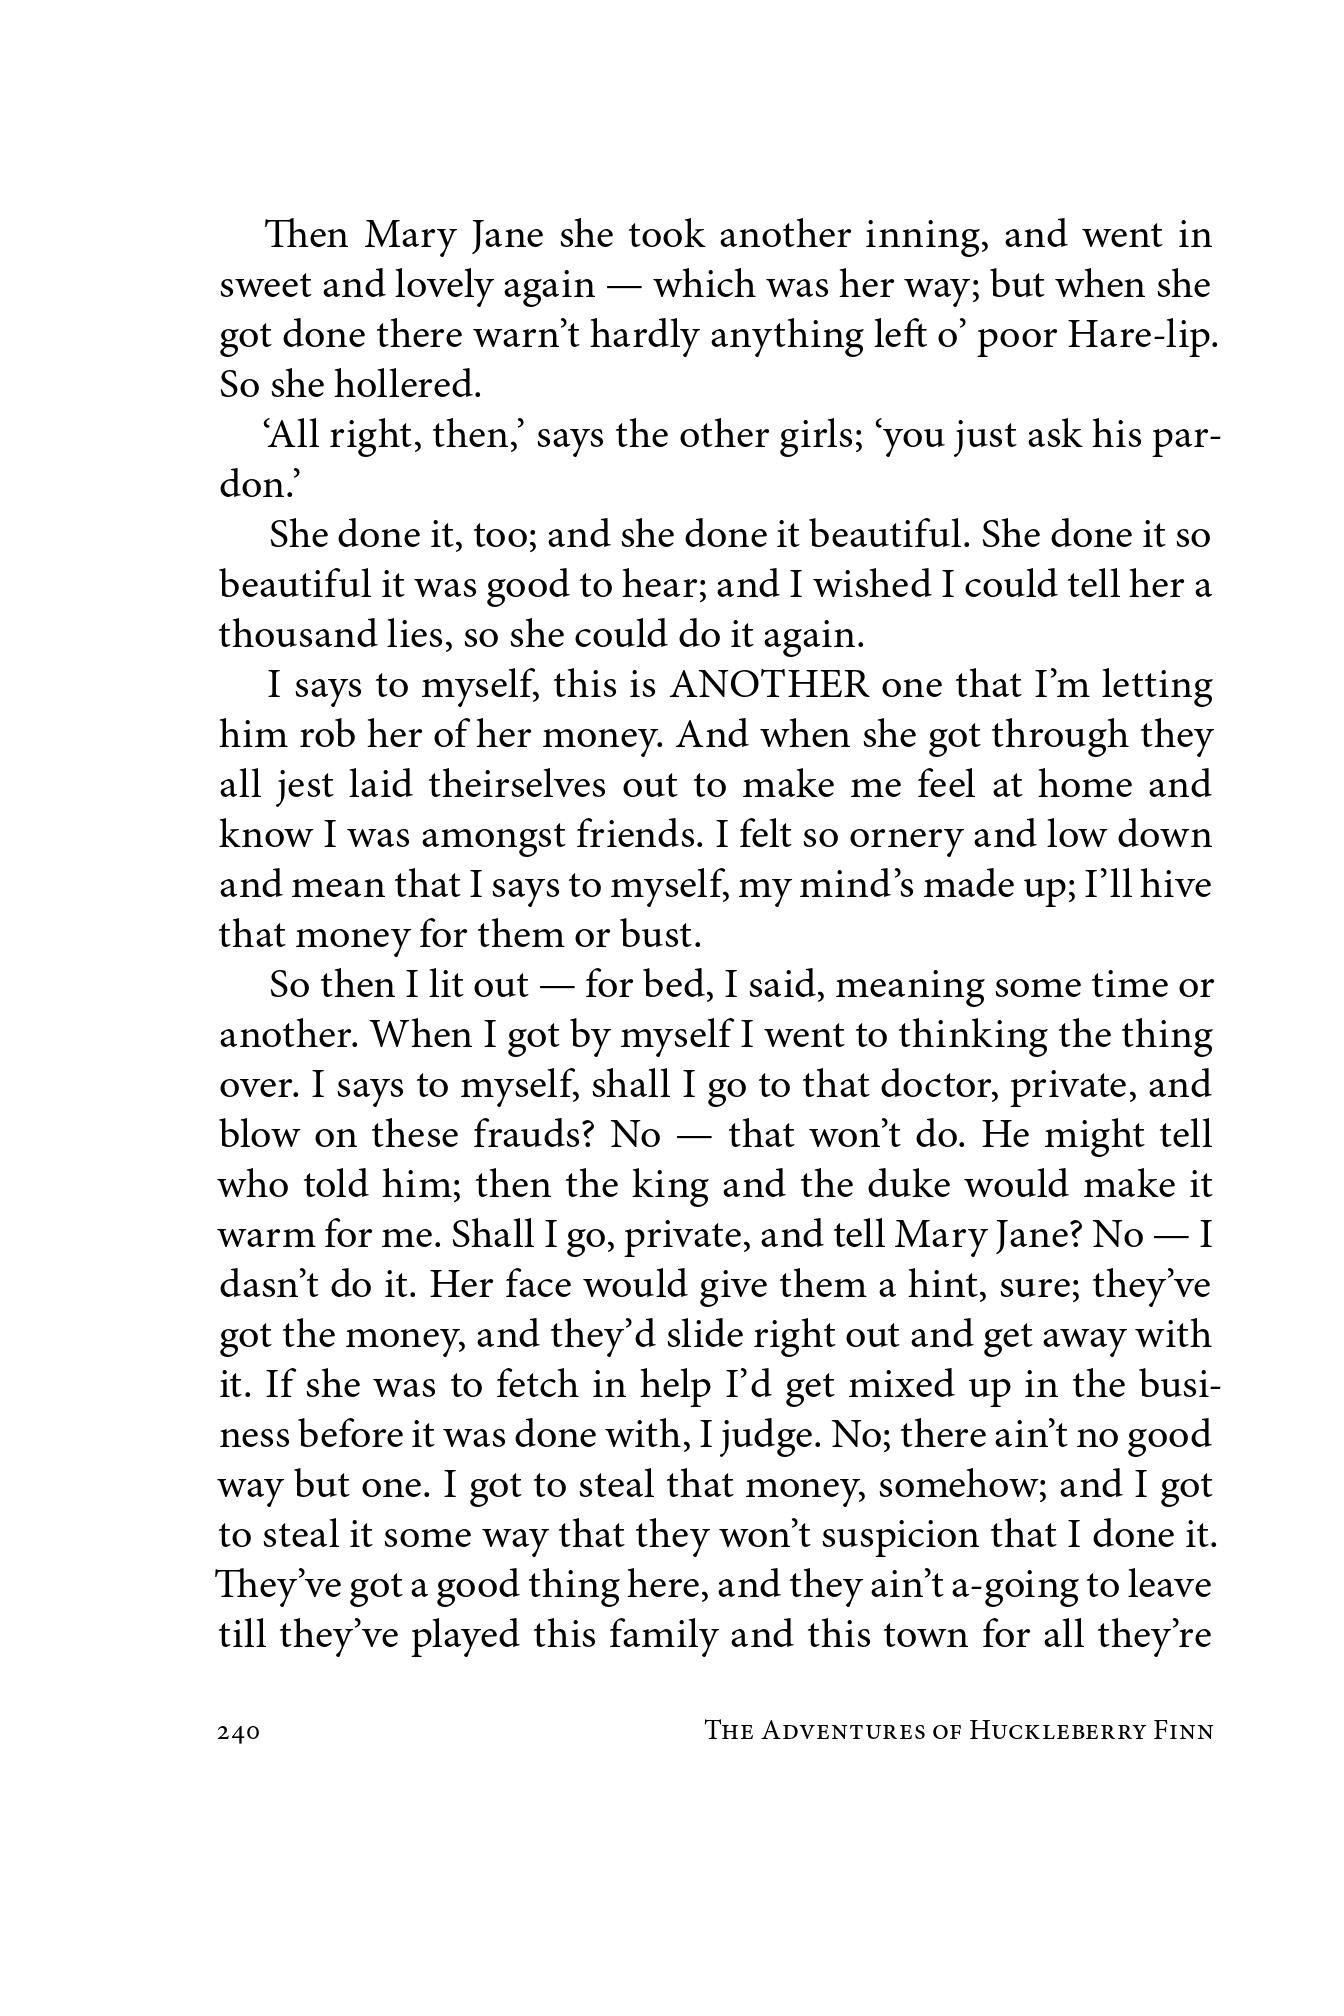 Then Mary Jane she took another inning, and went in
sweet and lovely again — which was her way; but when she
got done there warn’t hardly anything left o’ poor Hare-lip.
So she hollered.
‘All right, then,’ says the other girls; ‘you just ask his par-
don.’
She done it, too; and she done it beautiful. She done it so
beautiful it was good to hear; and I wished I could tell her a
thousand lies, so she could do it again.
I says to myself, this is ANOTHER one that I’m letting
him rob her of her money. And when she got through they
all jest laid theirselves out to make me feel at home and
know I was amongst friends. I felt so ornery and low down
and mean that I says to myself, my mind’s made up; I’ll hive
that money for them or bust.
So then I lit out — for bed, I said, meaning some time or
another. When I got by myself I went to thinking the thing
over. I says to myself, shall I go to that doctor, private, and
blow on these frauds? No — that won’t do. He might tell
who told him; then the king and the duke would make it
warm for me. Shall I go, private, and tell Mary Jane? No — I
dasn’t do it. Her face would give them a hint, sure; they’ve
got the money, and they’d slide right out and get away with
it. If she was to fetch in help I’d get mixed up in the busi-
ness before it was done with, I judge. No; there ain’t no good
way but one. I got to steal that money, somehow; and I got
to steal it some way that they won’t suspicion that I done it.
They’ve got a good thing here, and they ain’t a-going to leave
till they’ve played this family and this town for all they’re
240 The Adventures of Huckleberry Finn